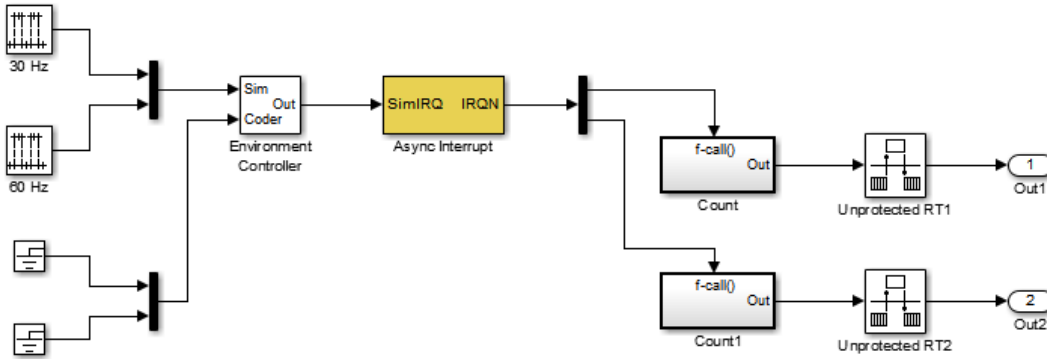 30 Hz
60 Hz
Sim
Out
Coder
Environment
Controller
SimIRQ IRQN
Async Interrupt
f-call()
Out
Count
Unprotected RT1
1
Out1
f-call()
Out
Count1
Unprotected RT2
2
Out2